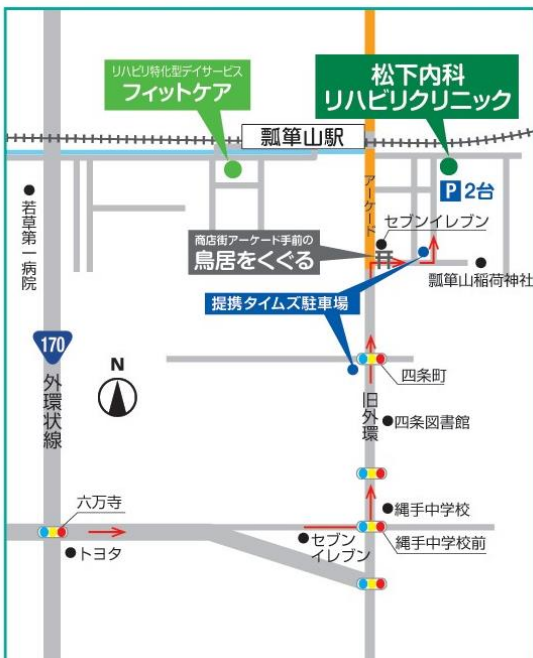 リハビリ特化型デイサービス
フィットケア
松下内科
リハビリクリニック
瓢箪山駅
P 2台
アーケード
セブンイレブン
若草第一病院
商店街アーケード手前の
鳥居をくぐる
瓢箪山稲荷神社
提携タイムズ駐車場
170
外環状線
N
四条町
旧外環
四条図書館
六万寺
縄手中学校
トヨタ
セブン
イレブン
縄手中学校前